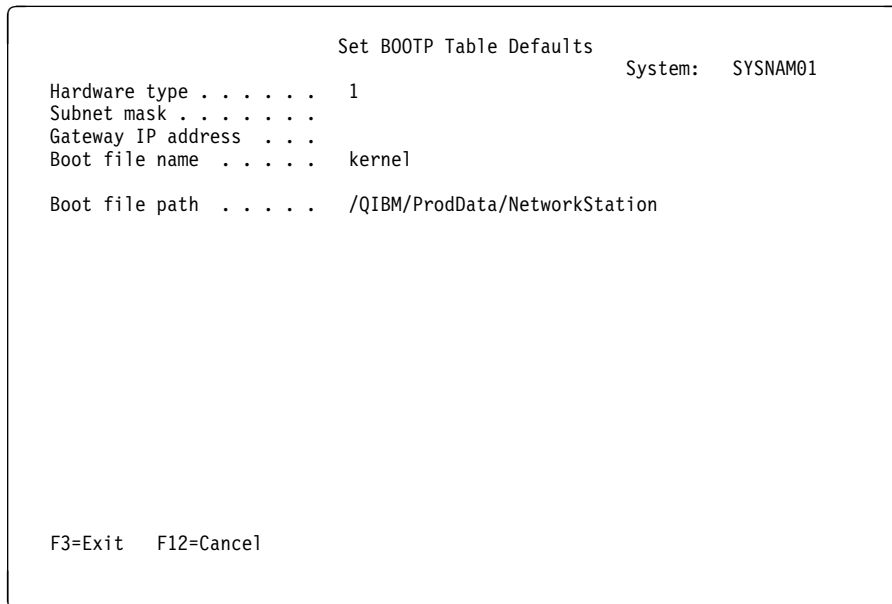 Set BOOTP Table Defaults
System: SYSNAM01
Hardware type . . . . . . 1
Subnet mask . . . . . . .
Gateway IP address . . .
Boot file name . . . . . kernel
Boot file path . . . . . /QIBM/ProdData/NetworkStation
F3=Exit F12=Cancel